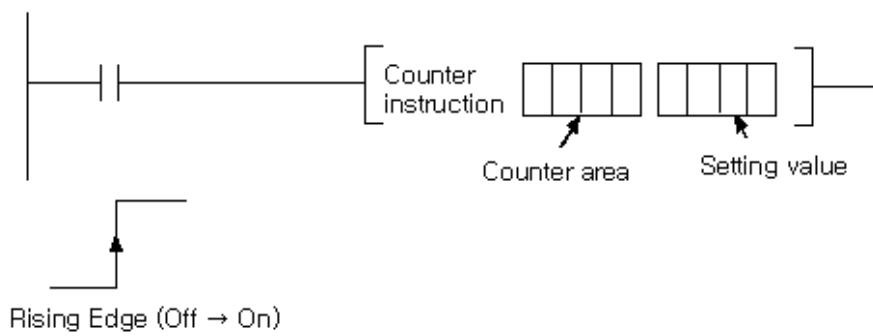 Counter
instruction
Counter area
Setting value
Rising Edge (Off → On)